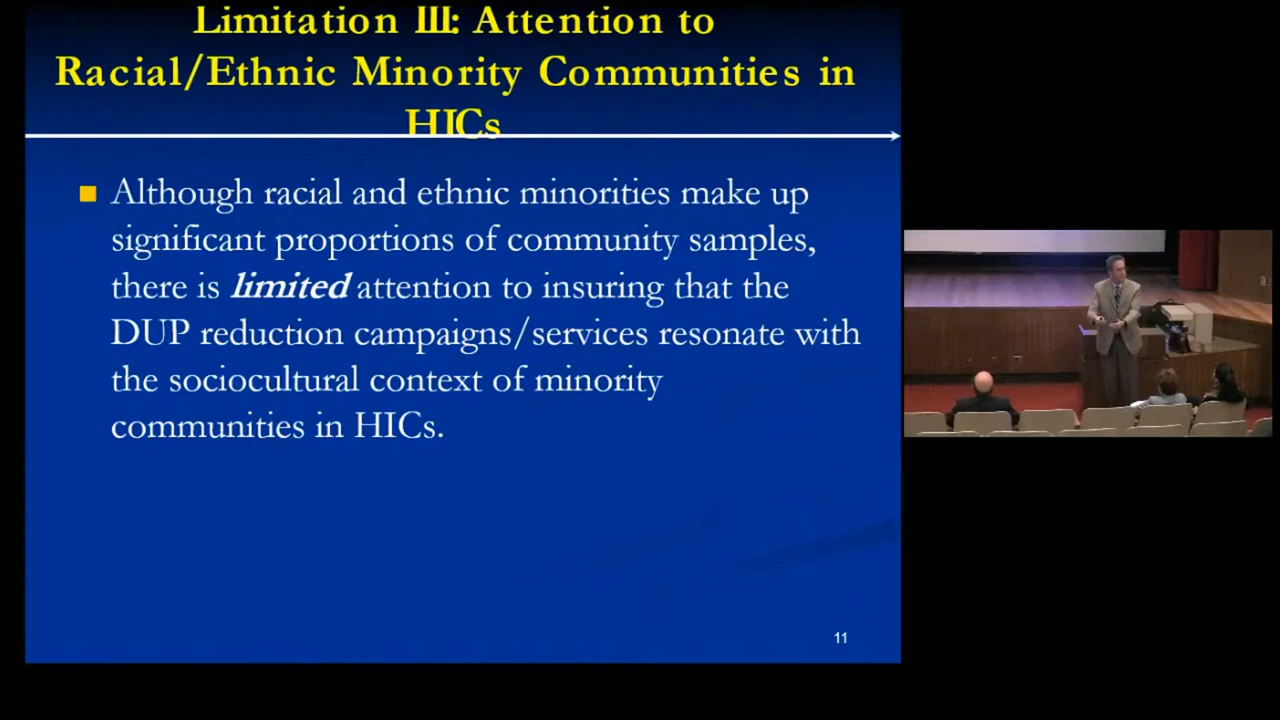 Limitation III: Attention to
Racial/Ethnic Minority Communities in
HICs
Although racial and ethnic minorities make up
significant proportions of community samples,
there is limited attention to insuring that the
DUP reduction campaigns/services resonate with
the sociocultural context of minority
communities in HICs.
11